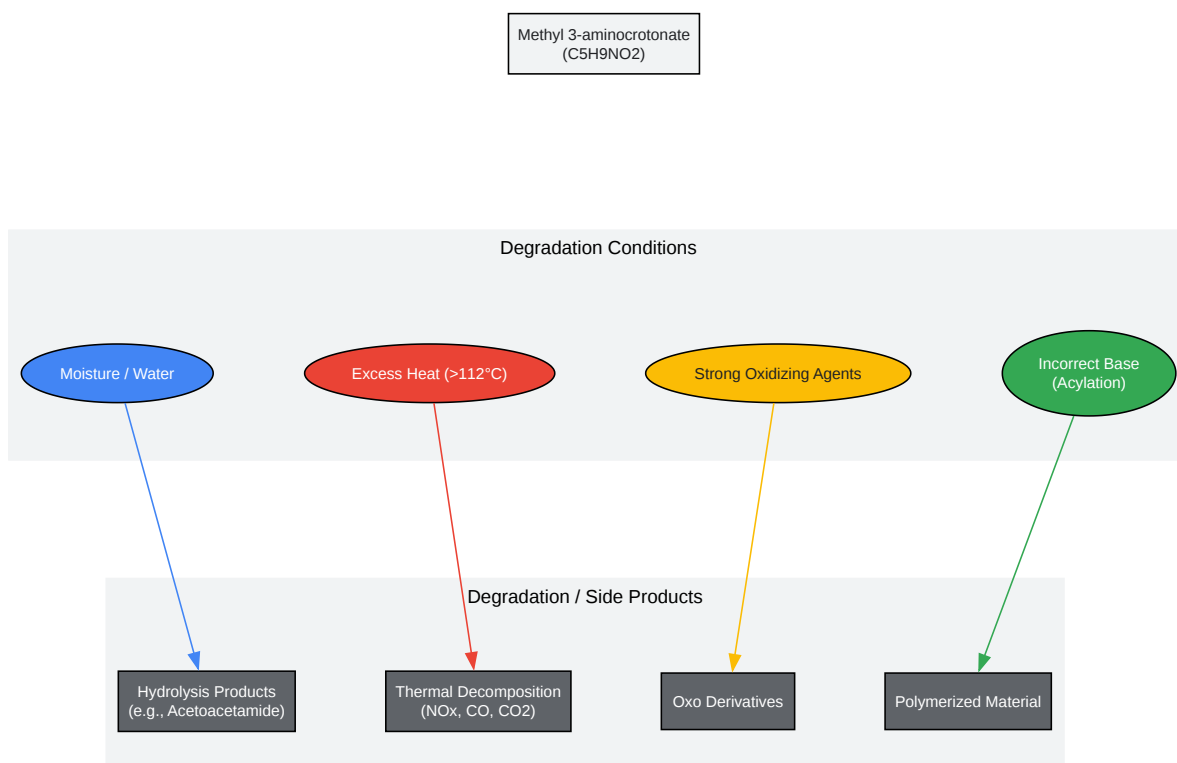 Methyl 3-aminocrotonate
(C5H9NO2)
Degradation Conditions
Moisture / Water
Excess Heat (>112°C)
Strong Oxidizing Agents
Incorrect Base
(Acylation)
Degradation / Side Products
Hydrolysis Products
(e.g., Acetoacetamide)
Thermal Decomposition
(NOx, CO, CO2)
Oxo Derivatives
Polymerized Material